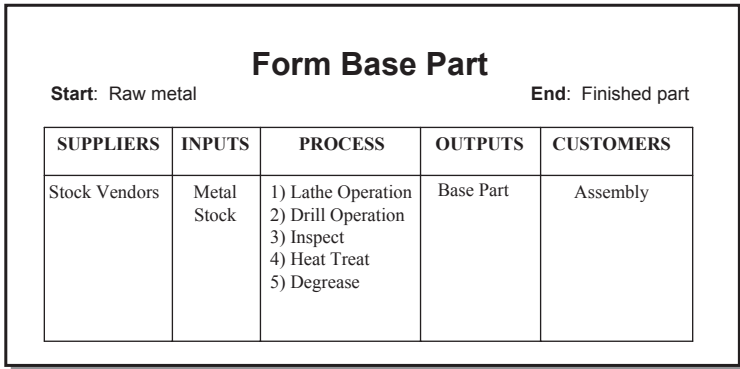 Form Base Part
Start: Raw metal End: Finished part
SUPPLIERS INPUTS PROCESS OUTPUTS CUSTOMERS
Stock Vendors
Metal
Stock
1) Lathe Operation
2) Drill Operation
3) Inspect
4) Heat Treat
5) Degrease
Base Part
Assembly